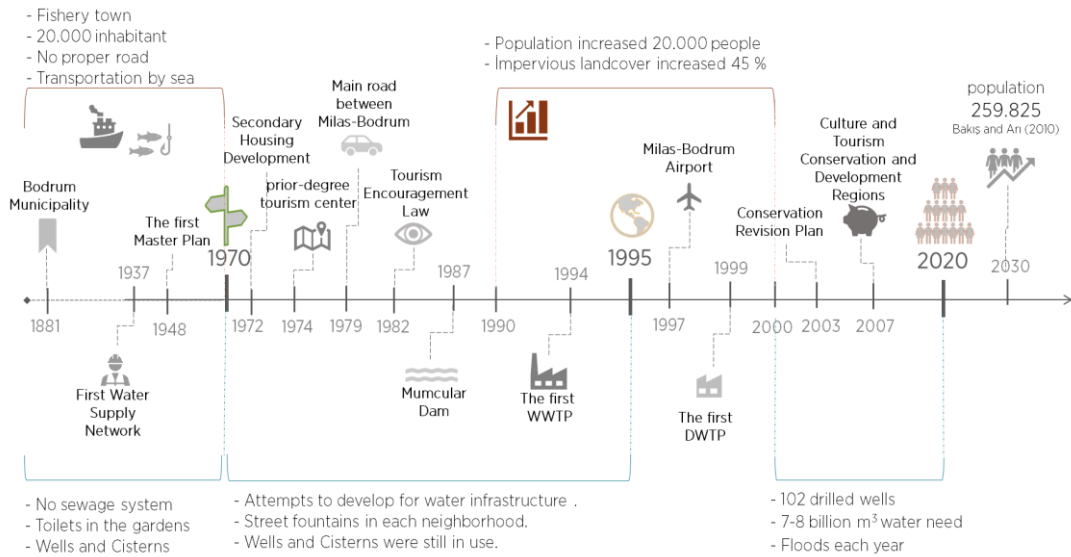 - Fishery town
- 20.000 inhabitant
- No proper road
- Transportation by sea
- Population increased 20.000 people
- Impervious landcover increased 45 %
Bodrum
Municipality
The first
Master Plan
1970
Secondary
Housing
Development
prior-degree
tourism center
Main road
between
Milas-Bodrum
Tourism
Encouragement
Law
1995
Milas-Bodrum
Airport
Conservation
Revision Plan
Culture and
Tourism
Conservation and
Development
Regions
2020
population
259.825
Bakış and Arı (2010)
2030
1937
1987
1994
1999
1881
1948
1972
1974
1979
1982
1990
1997
2000
2003
2007
First Water
Supply
Network
Mumcular
Dam
The first
WWTP
The first
DWTP
- No sewage system
- Toilets in the gardens
- Wells and Cisterns
- Attempts to develop for water infrastructure .
- Street fountains in each neighborhood.
- Wells and Cisterns were still in use.
- 102 drilled wells
- 7-8 billion m³ water need
- Floods each year